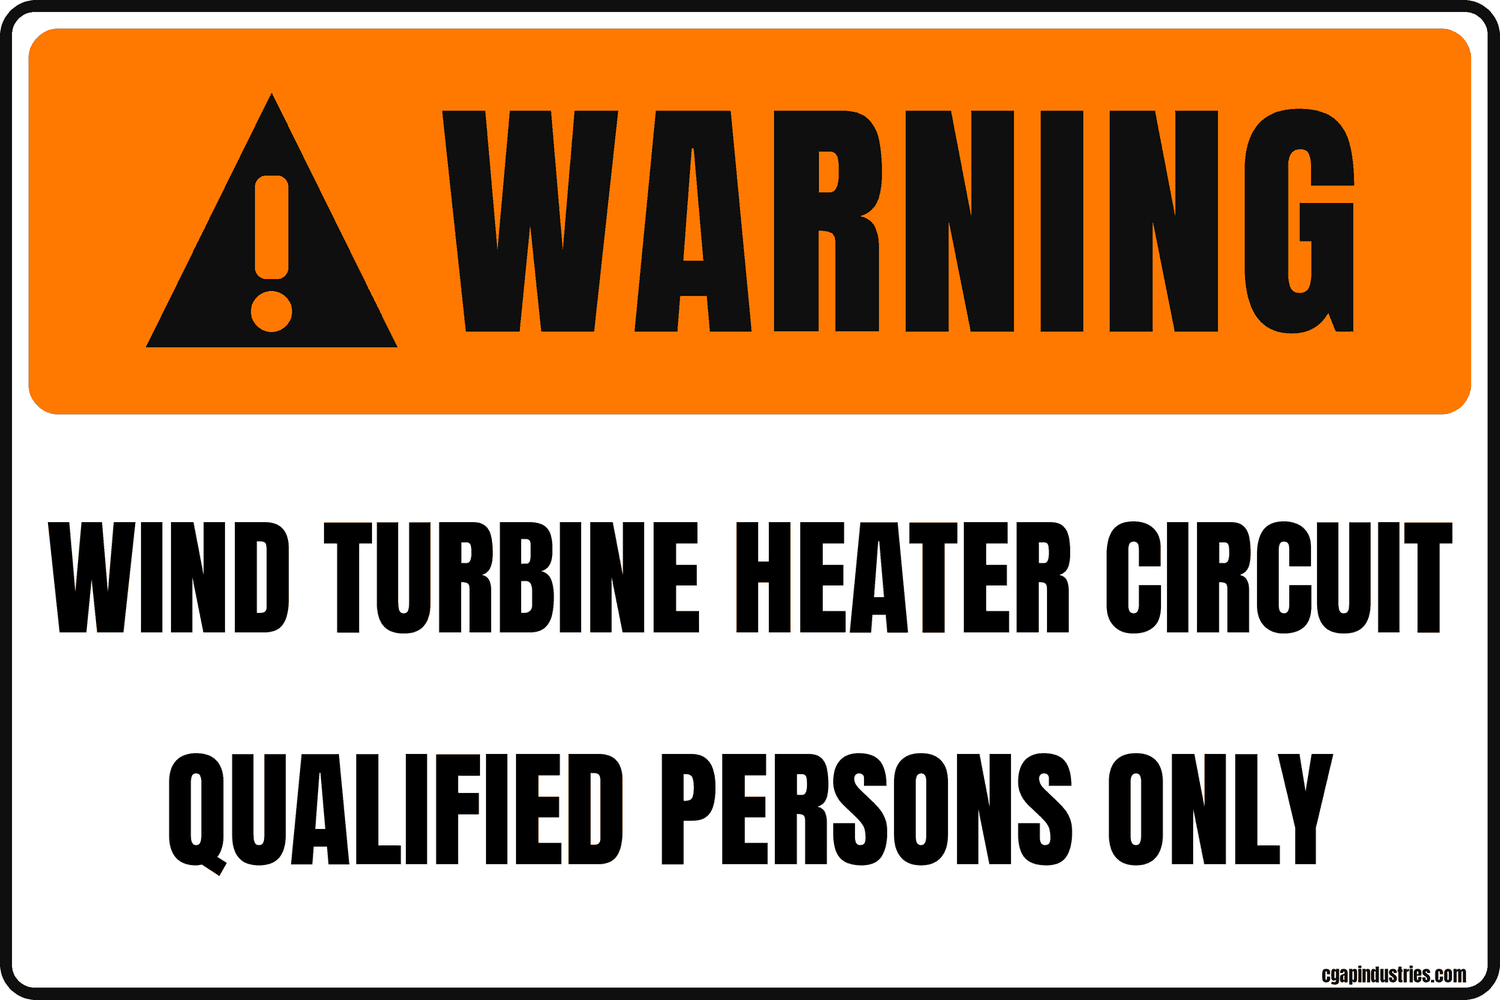 WARNING
WIND TURBINE HEATER CIRCUIT
QUALIFIED PERSONS ONLY
cgapindustries.com